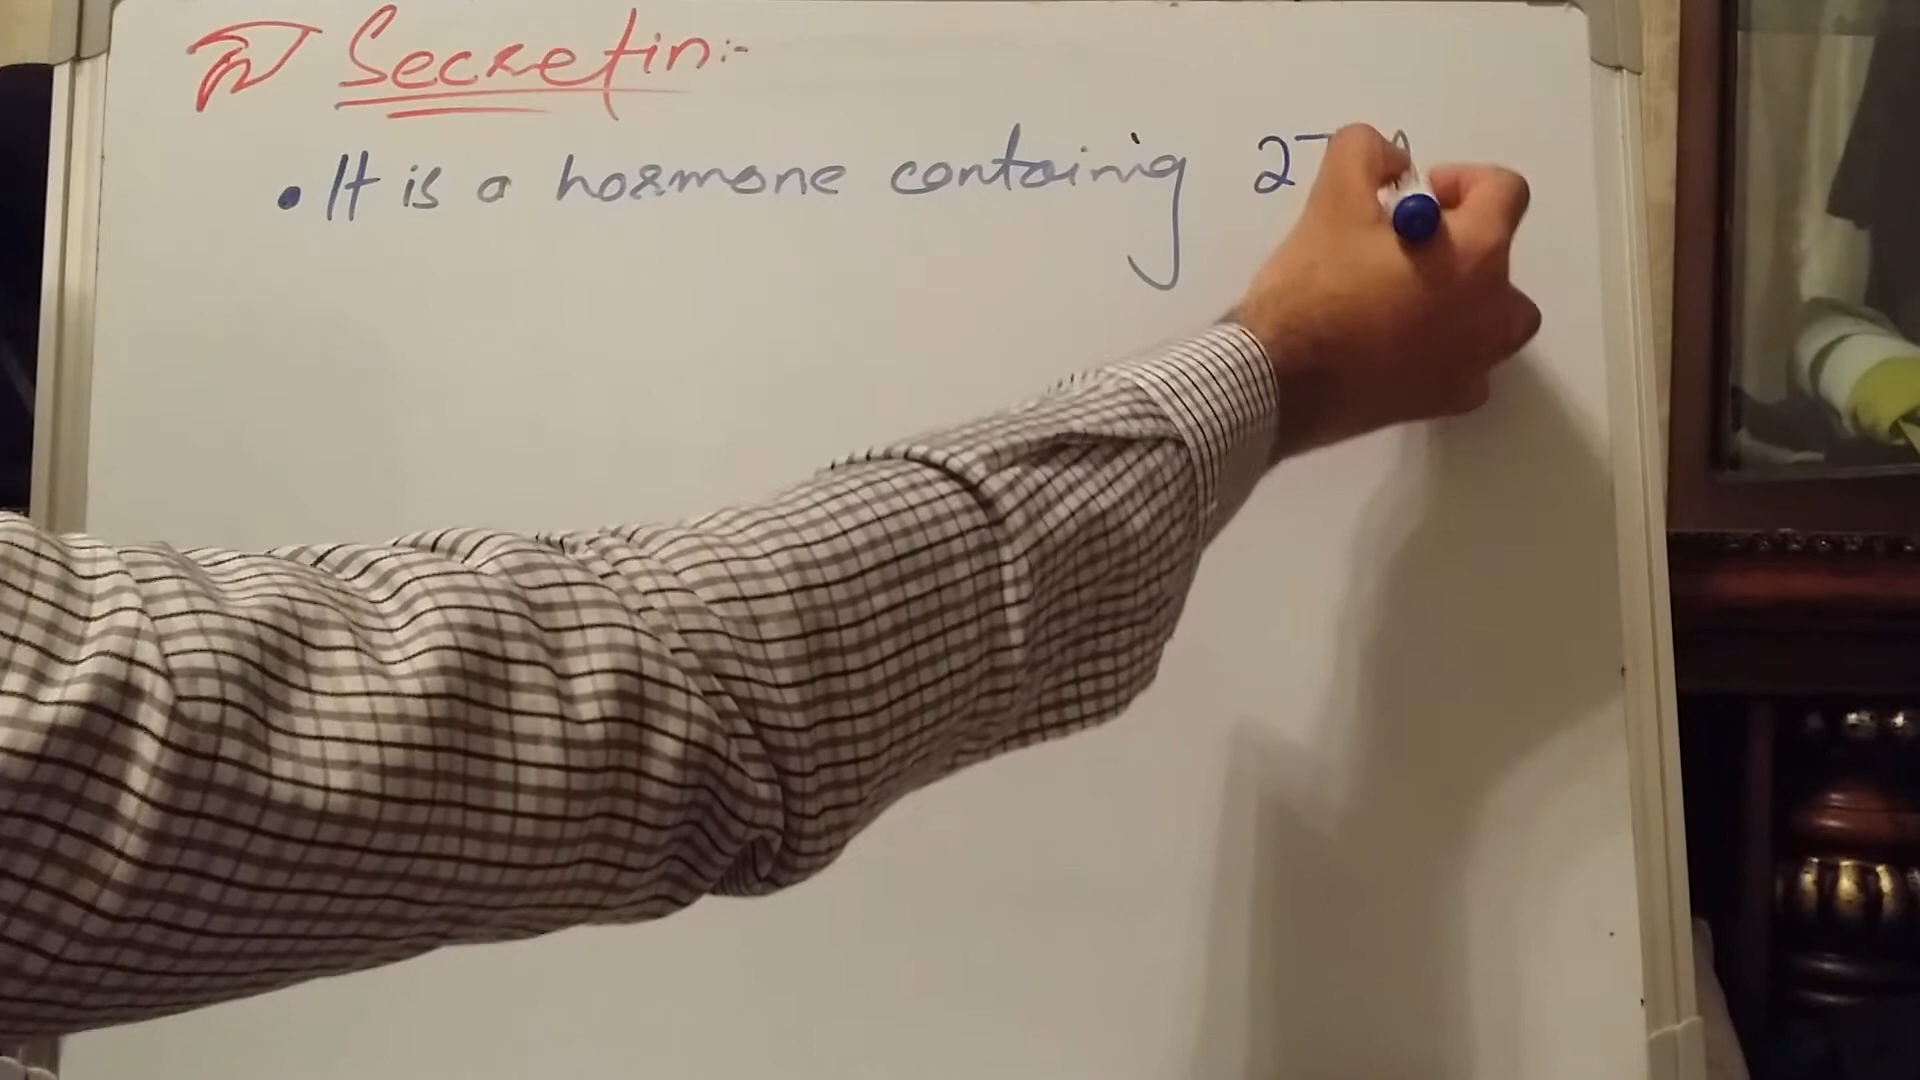 Secretin:-
• It is a hormone containing 27